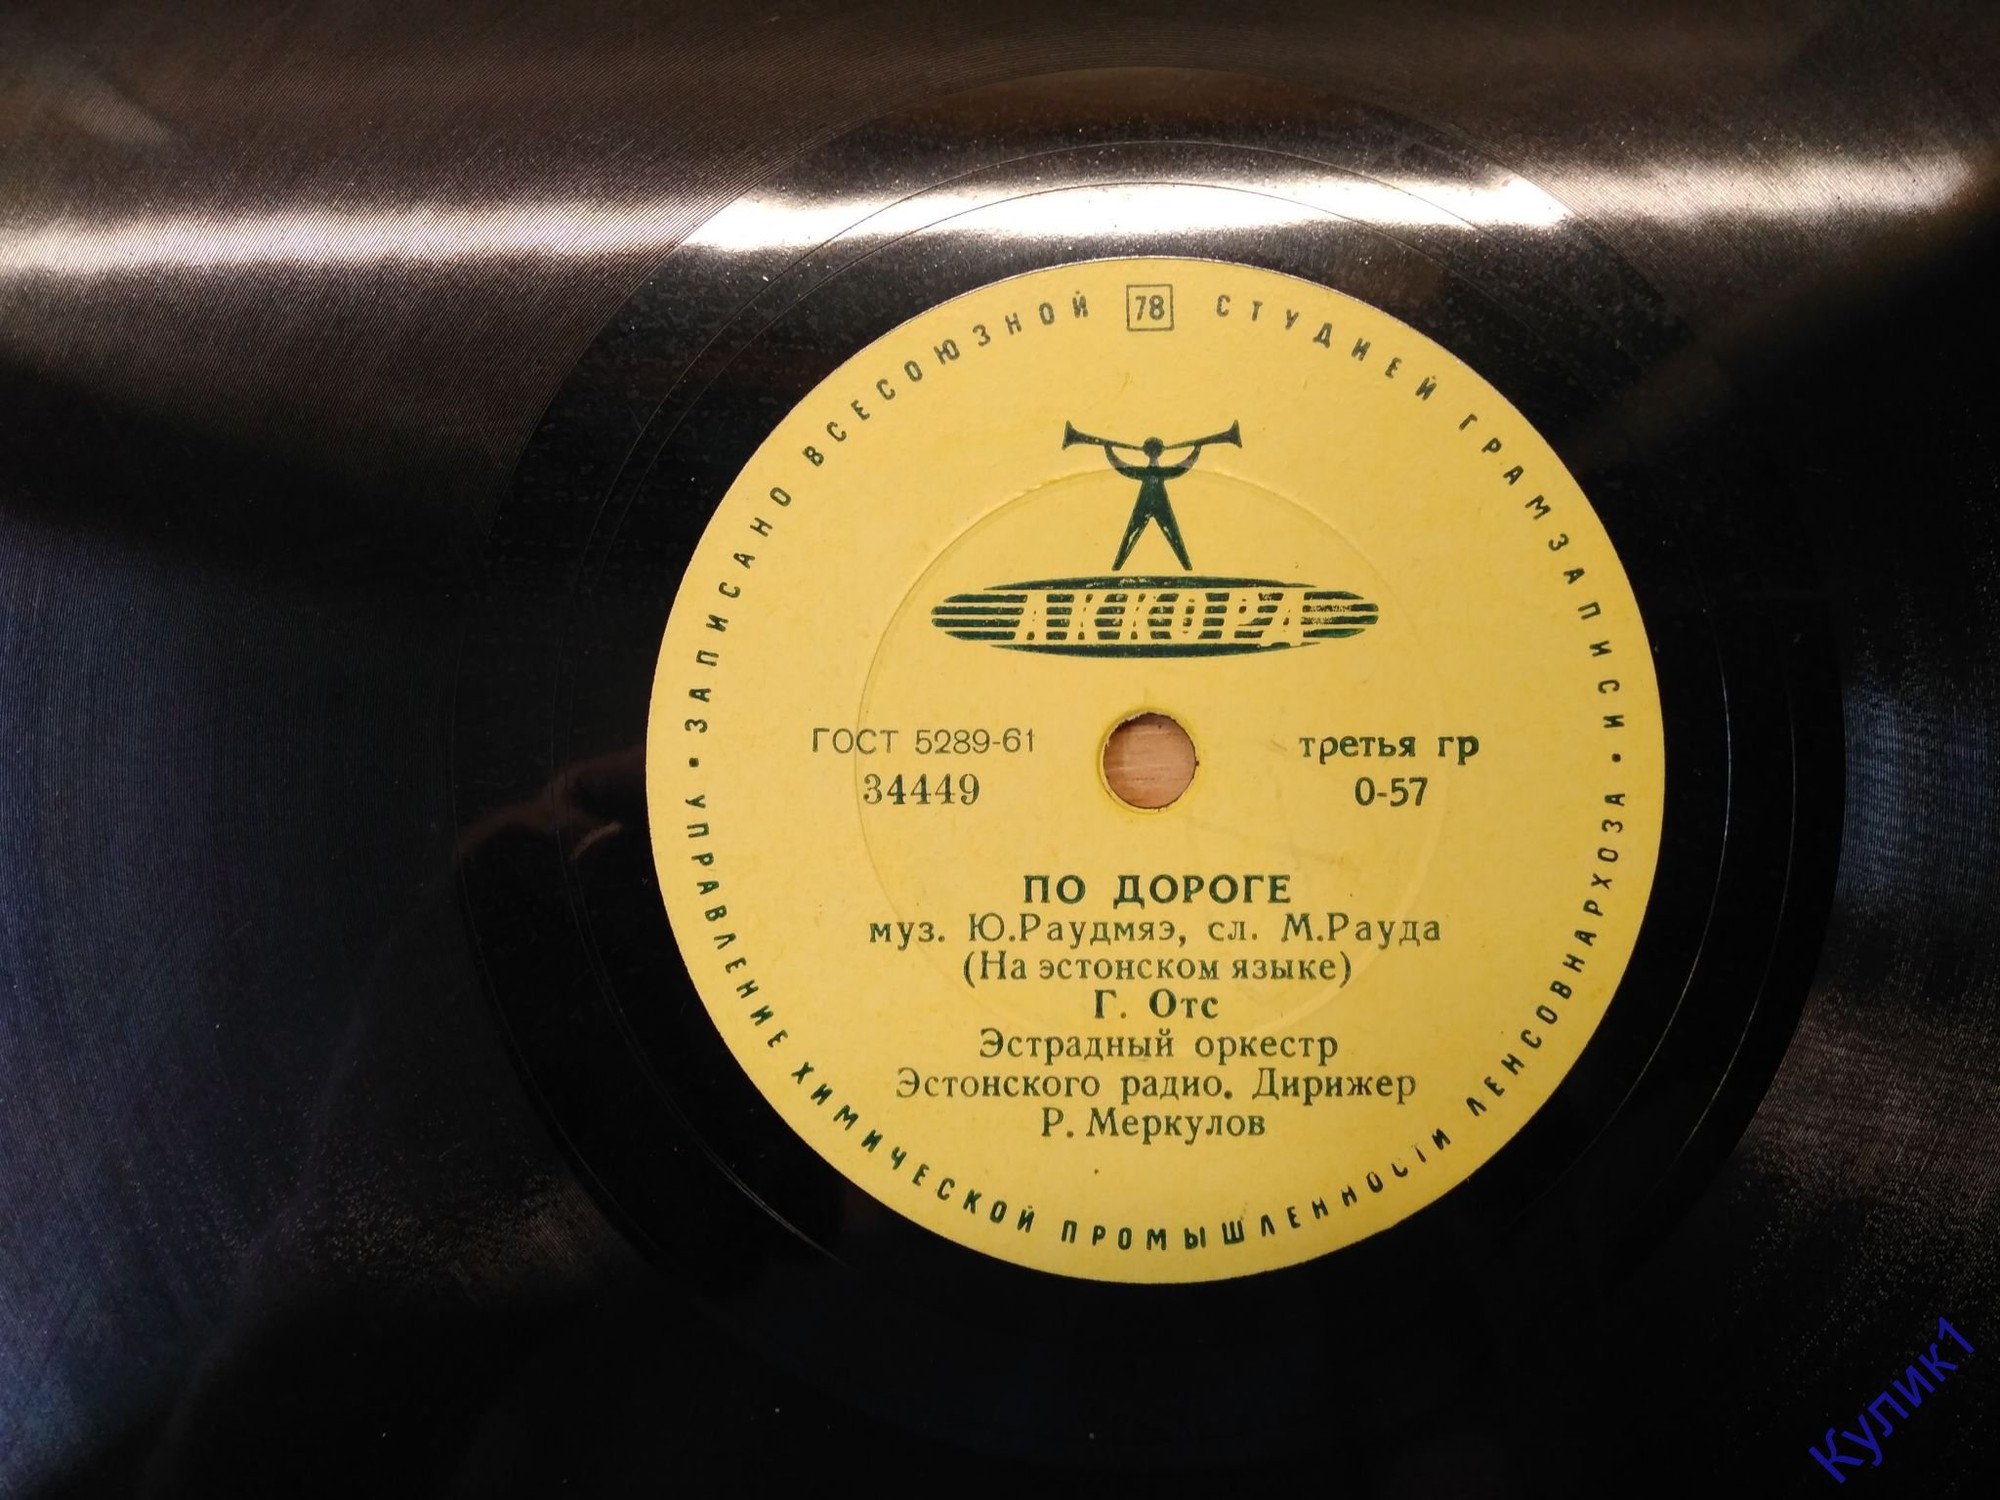 ЗАПИСАНО ВСЕСОЮЗНОЙ 78 СТУДИЕЙ ГРАМЗАПИСИ
АККОРД
ГОСТ 5289-61
34449
третья гр
0-57
ПО ДОРОГЕ
муз. Ю.Раудмяэ, сл. М.Рауда
(На эстонском языке)
Г. Отс
Эстрадный оркестр
Эстонского радио. Дирижер
Р. Меркулов
• УПРАВЛЕНИЕ ХИМИЧЕСКОЙ ПРОМЫШЛЕННОСТИ ЛЕНСОВНАРХОЗА •
Кулик1